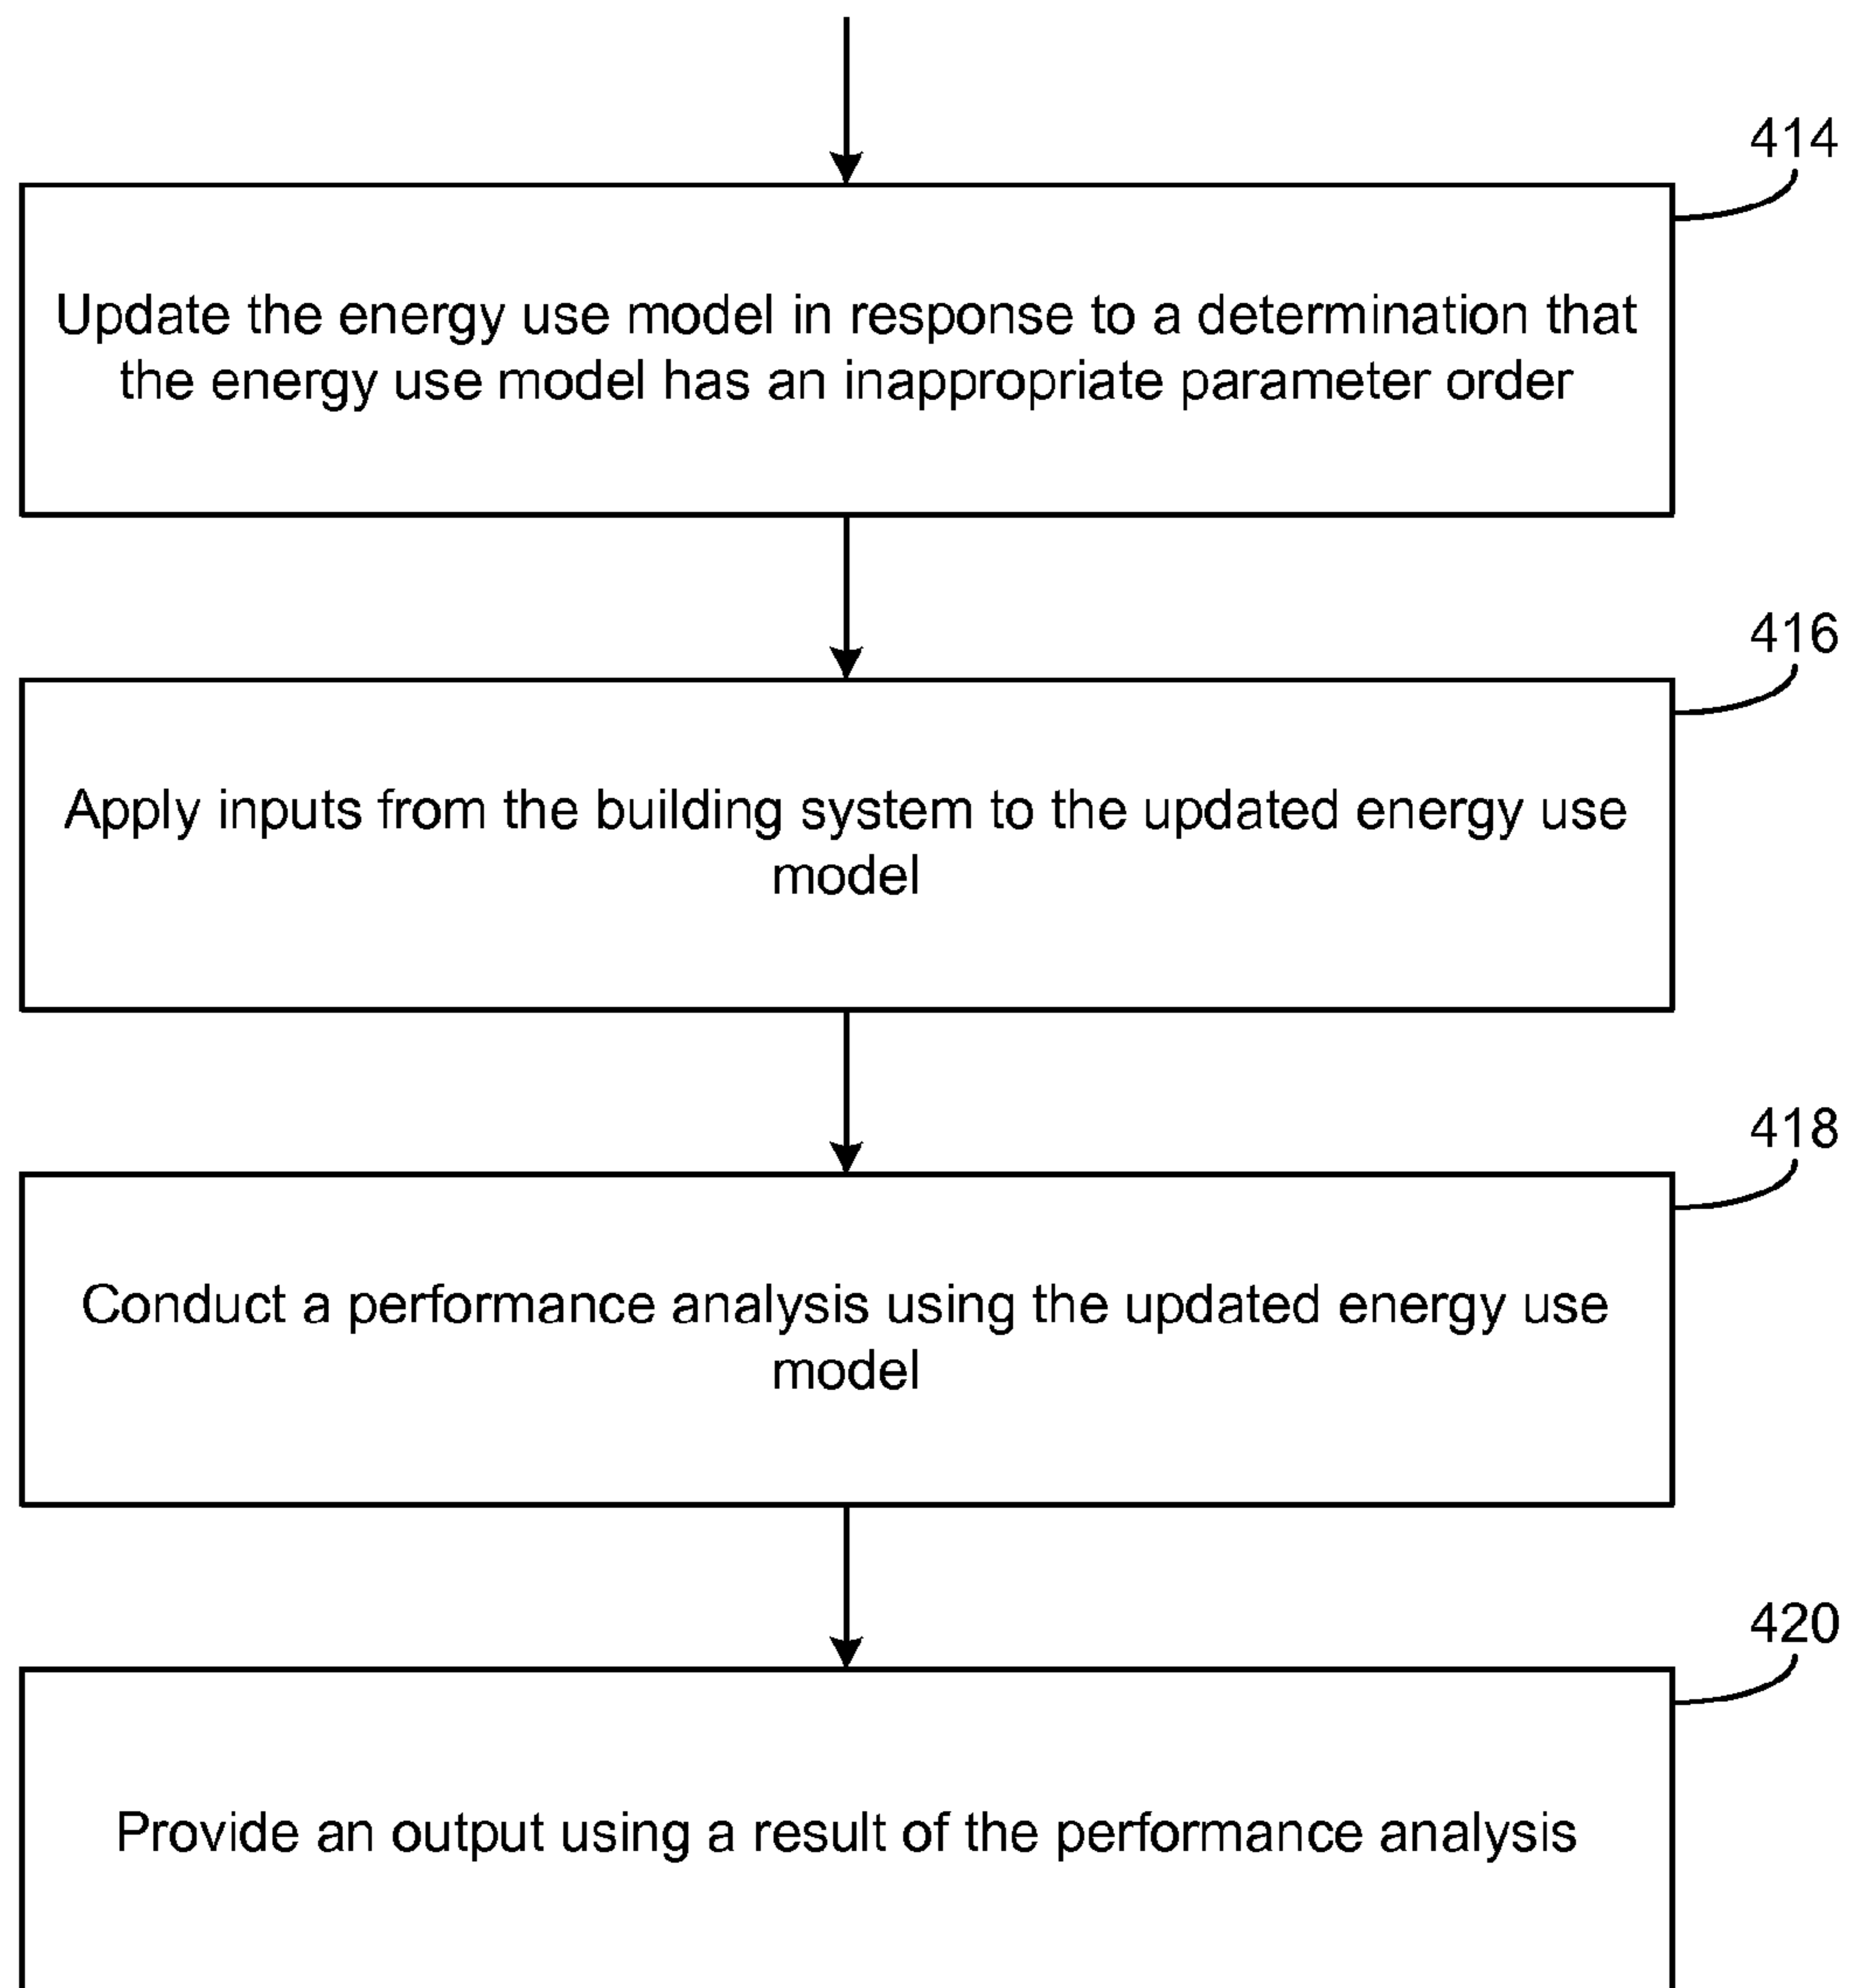 414
Update the energy use model in response to a determination that
the energy use model has an inappropriate parameter order
416
Apply inputs from the building system to the updated energy use
model
418
Conduct a performance analysis using the updated energy use
model
420
Provide an output using a result of the performance analysis